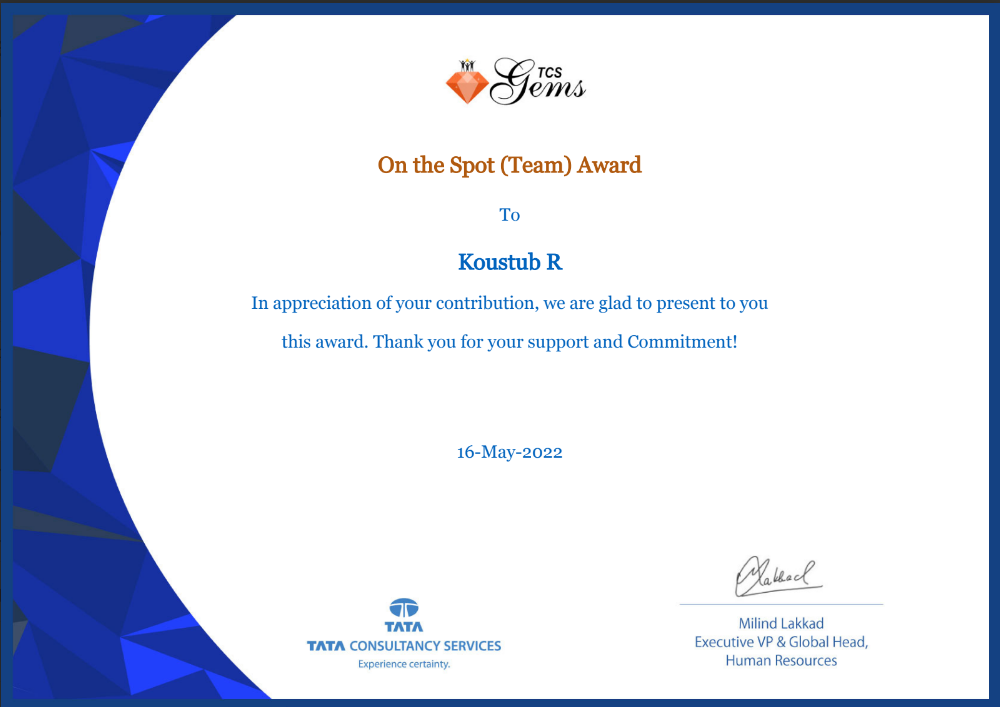 TCS
Gems
On the Spot (Team) Award
To
Koustub R
In appreciation of your contribution, we are glad to present to you
this award. Thank you for your support and Commitment!
16-May-2022
Lakkad
Milind Lakkad
Executive VP & Global Head,
Human Resources
TATA
TATA CONSULTANCY SERVICES
Experience certainty.